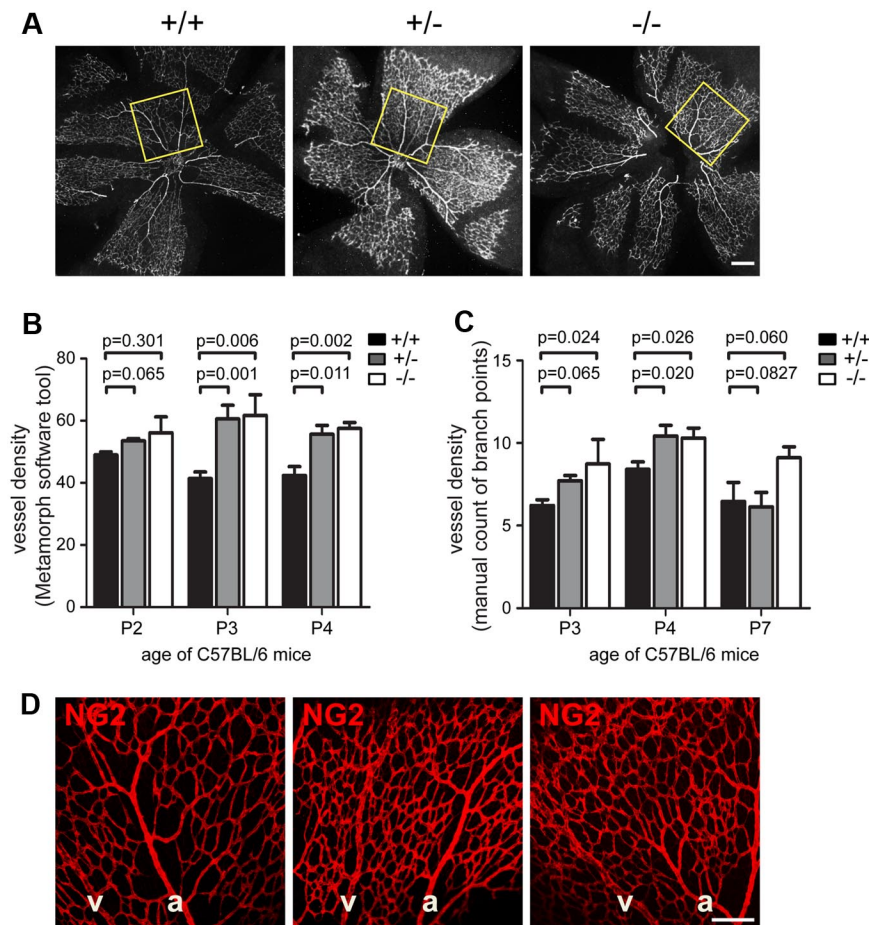 A
+/+ +/- -/-
B
p=0.301 p=0.006 p=0.002
p=0.065 p=0.001 p=0.011
+/+
+/-
-/-
vessel density
(Metamorph software tool)
80
60
40
20
0
P2 P3 P4
age of C57BL/6 mice
C
p=0.024 p=0.026 p=0.060
p=0.065 p=0.020 p=0.0827
+/+
+/-
-/-
vessel density
(manual count of branch points)
15
10
5
0
P3 P4 P7
age of C57BL/6 mice
D
NG2 NG2 NG2
v a v a v a